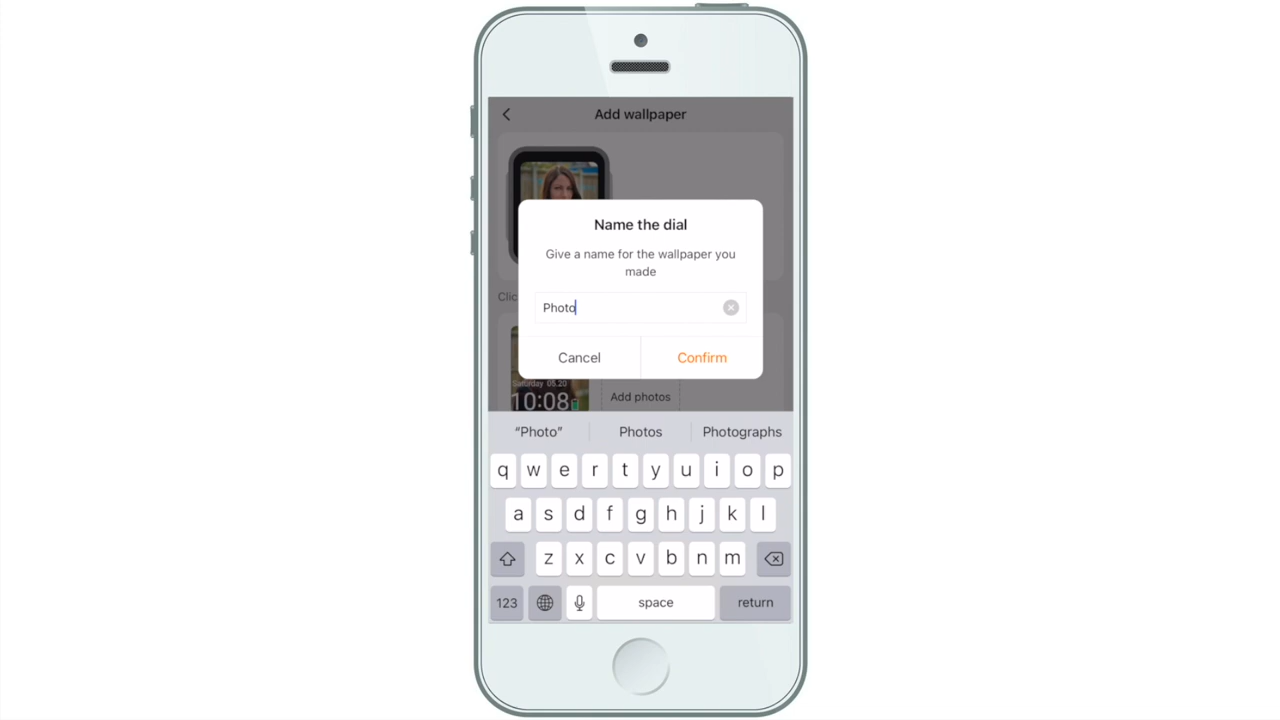 Add wallpaper
Name the dial
Give a name for the wallpaper you
made
Photo
Clic
Cancel
Confirm
Saturday 05.20
10:08
Add photos
“Photo”
Photos
Photographs
q w e r t y u i o p
a s d f g h j k l
z x c v b n m
123
space
return